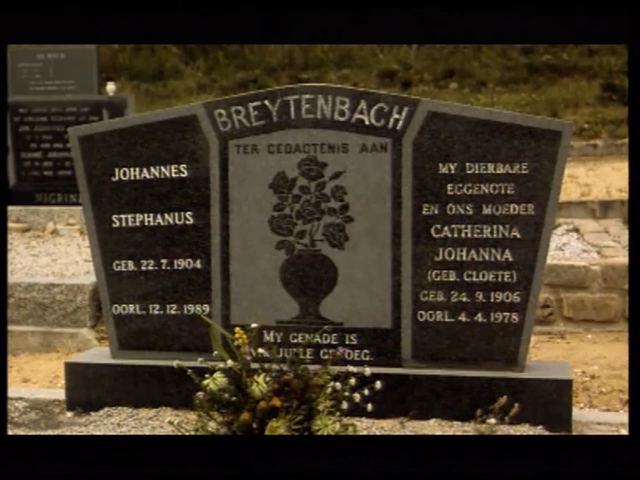 BREYTENBACH
TER GEDACTENIS AAN
JOHANNES
STEPHANUS
GEB. 22. 7. 1904
OORL. 12. 12. 1989
MY GENADE IS
JULLE GENOEG.
MY DIERBARE
EGGENOTE
EN ONS MOEDER
CATHERINA
JOHANNA
(GEB. CLOETE)
GEB. 24. 9. 1906
OORL. 4. 4. 1978